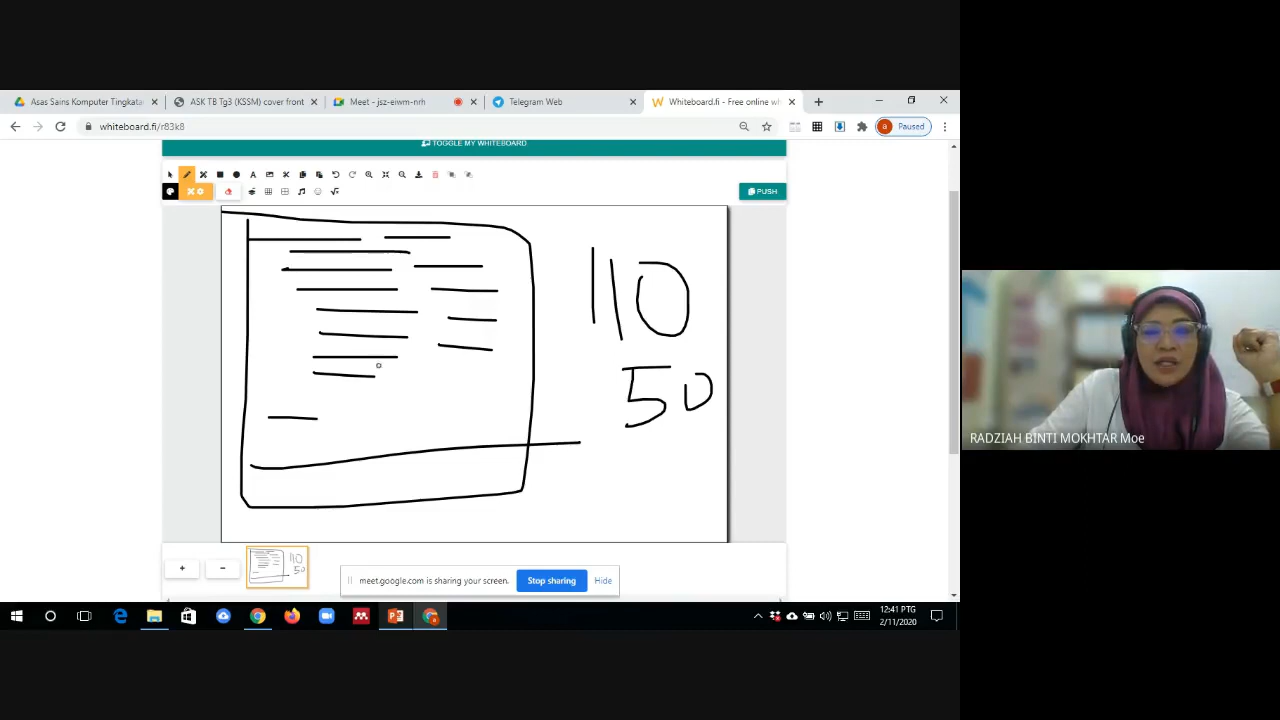 Asas Sains Komputer Tingkata
ASK TB Tg3 (KSSM) cover front
Meet - jsz-eiwm-nrh
Telegram Web
Whiteboard.fi - Free online wh
whiteboard.fi/r83k8
a Paused
TOGGLE MY WHITEBOARD
A
PUSH
110
50
RADZIAH BINTI MOKHTAR Moe
110
50
+
-
meet.google.com is sharing your screen.
Stop sharing
Hide
12:41 PTG
2/11/2020